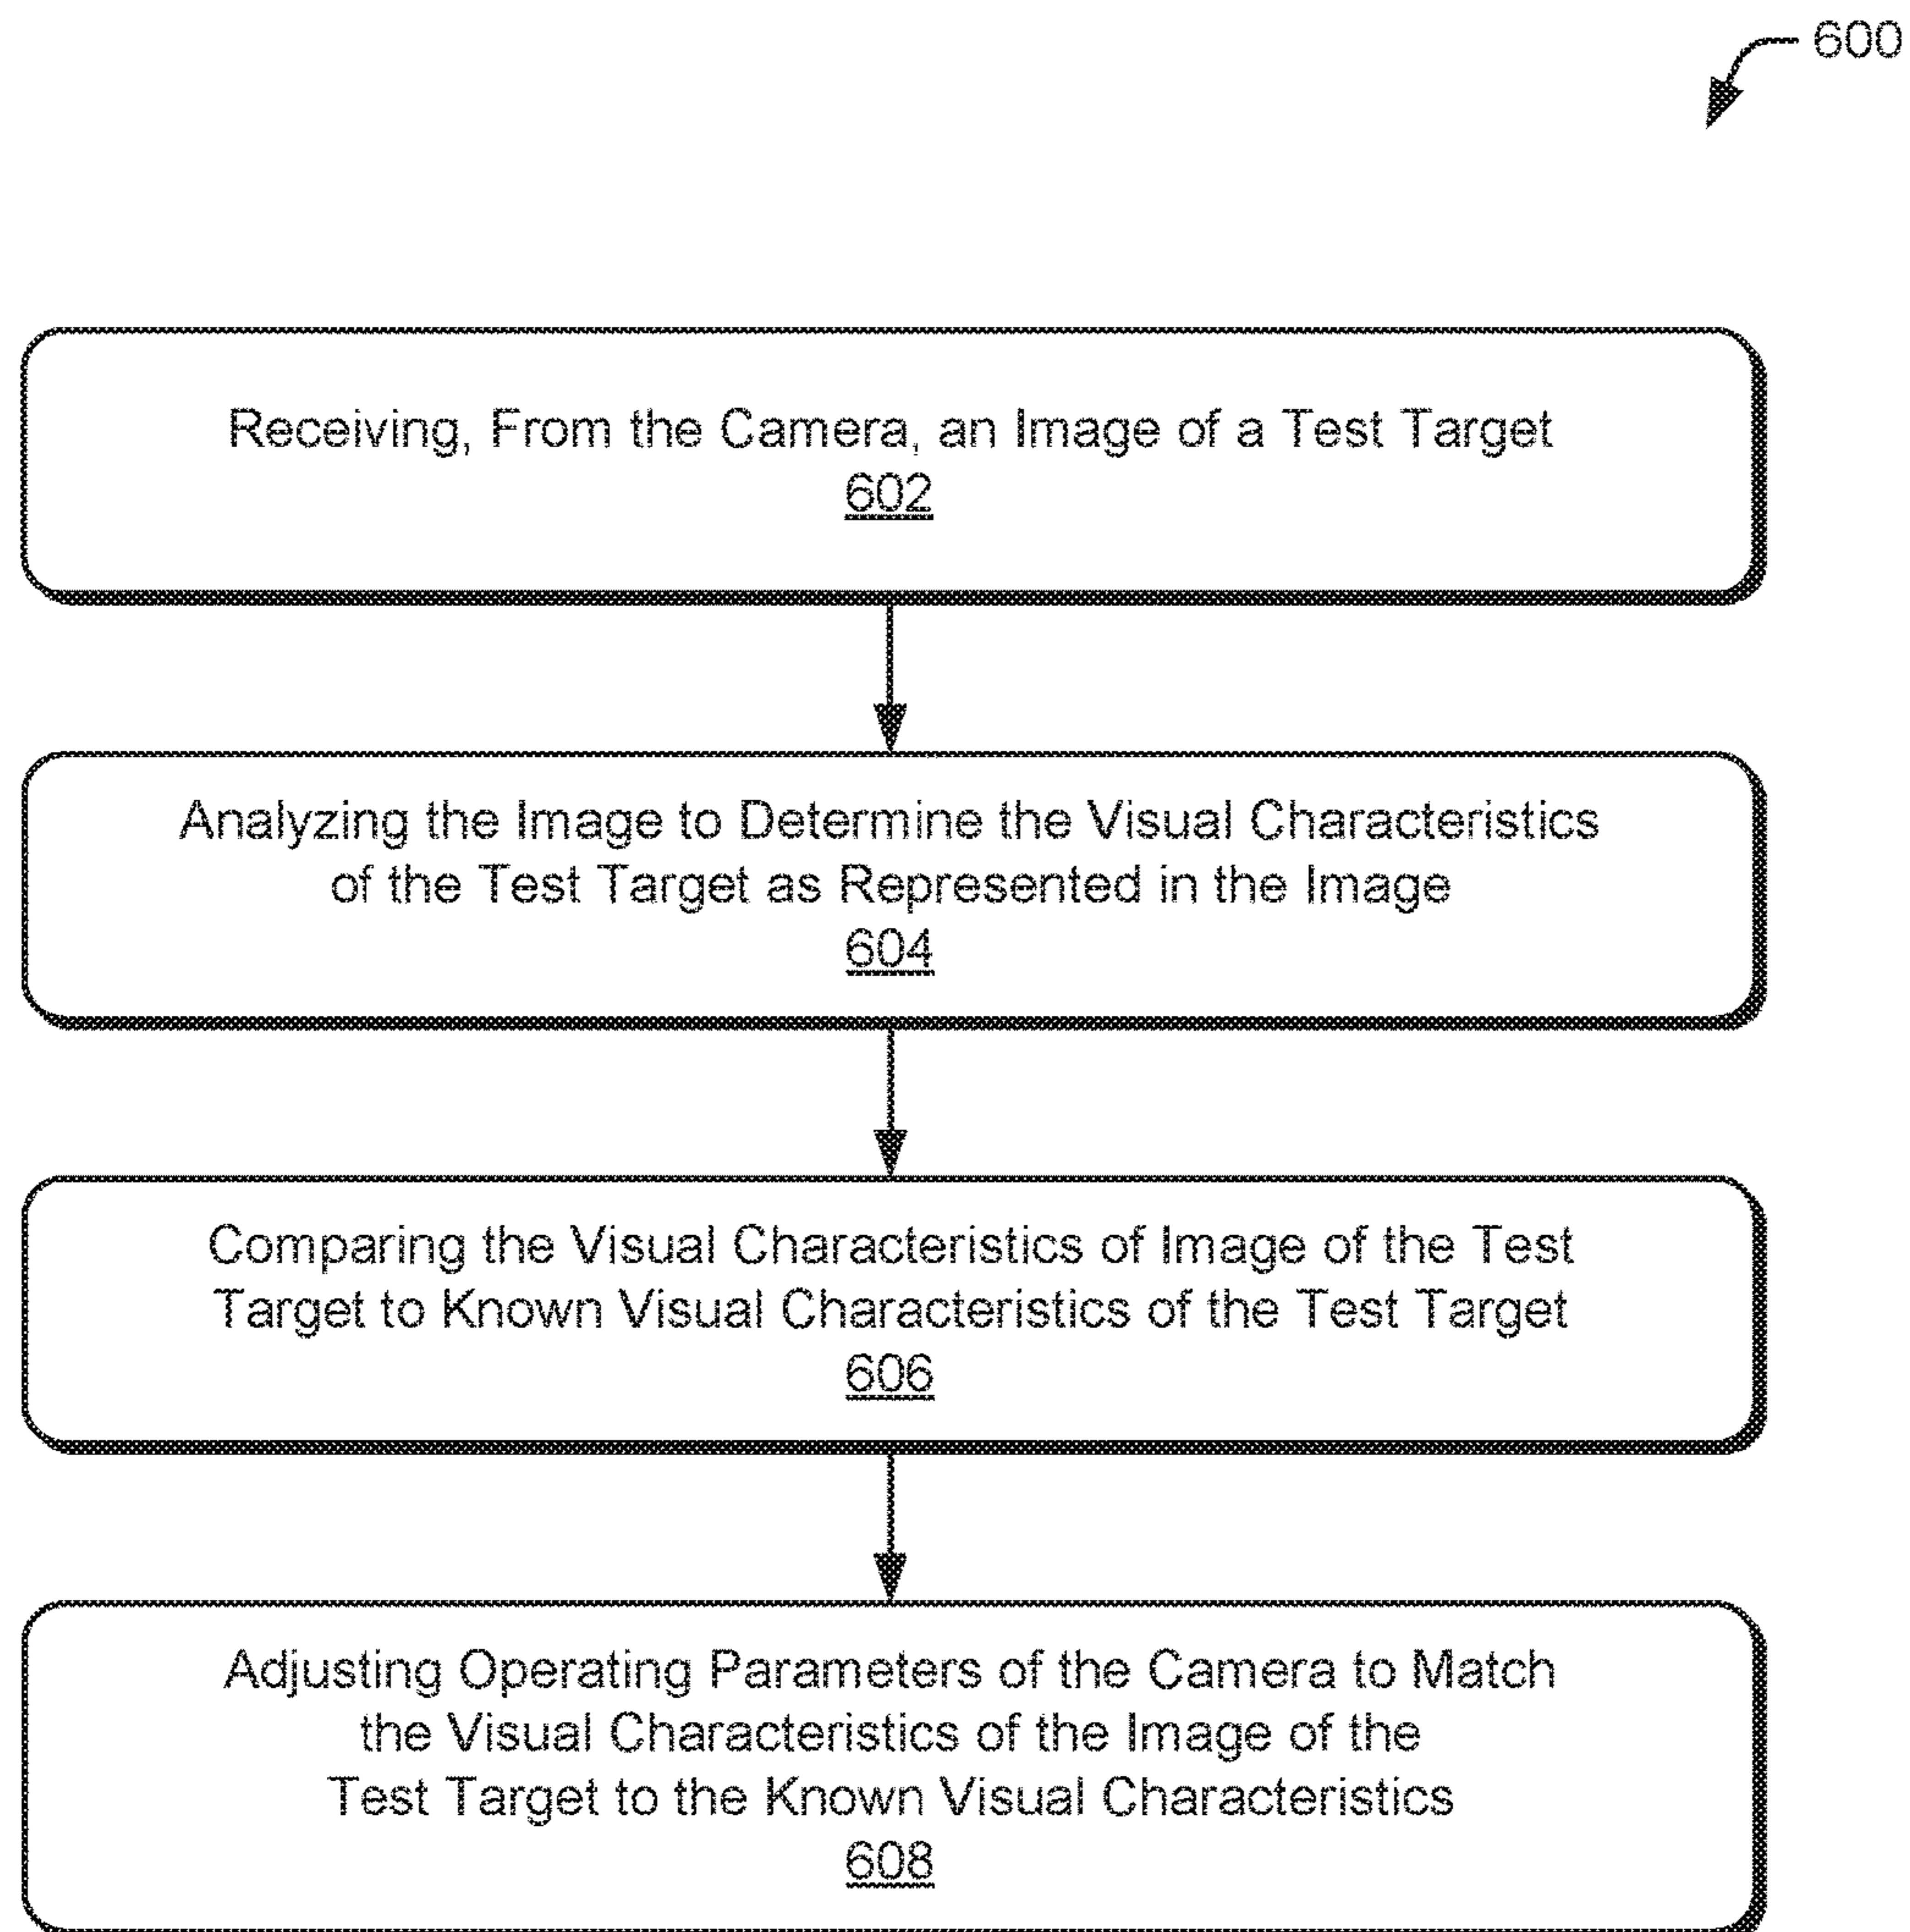 600
Receiving, From the Camera, an Image of a Test Target
602
Analyzing the Image to Determine the Visual Characteristics
of the Test Target as Represented in the Image
604
Comparing the Visual Characteristics of Image of the Test
Target to Known Visual Characteristics of the Test Target
606
Adjusting Operating Parameters of the Camera to Match
the Visual Characteristics of the Image of the
Test Target to the Known Visual Characteristics
608